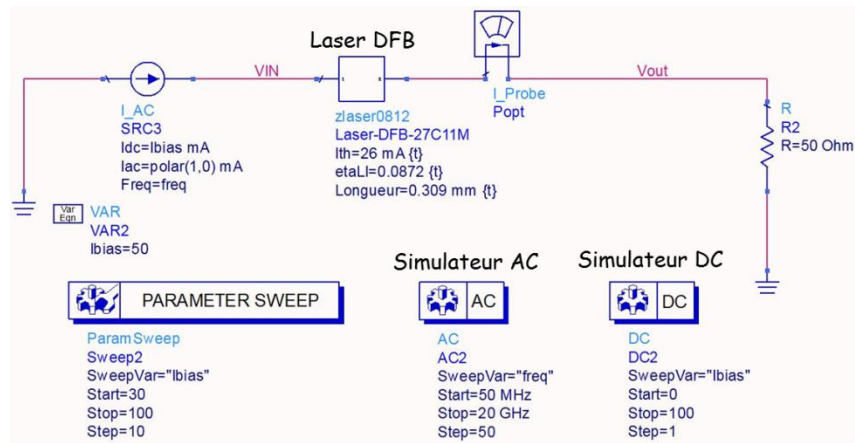 Laser DFB
VIN
Vout
I_AC
SRC3
Idc=Ibias mA
Iac=polar(1,0) mA
Freq=freq
zlaser0812
Laser-DFB-27C11M
Ith=26 mA {t}
etaLI=0.0872 {t}
Longueur=0.309 mm {t}
I_Probe
Popt
R
R2
R=50 Ohm
Var
Eqn
VAR
VAR2
Ibias=50
Simulateur AC
Simulateur DC
PARAMETER SWEEP
AC
DC
ParamSweep
Sweep2
SweepVar="Ibias"
Start=30
Stop=100
Step=10
AC
AC2
SweepVar="freq"
Start=50 MHz
Stop=20 GHz
Step=50
DC
DC2
SweepVar="Ibias"
Start=0
Stop=100
Step=1